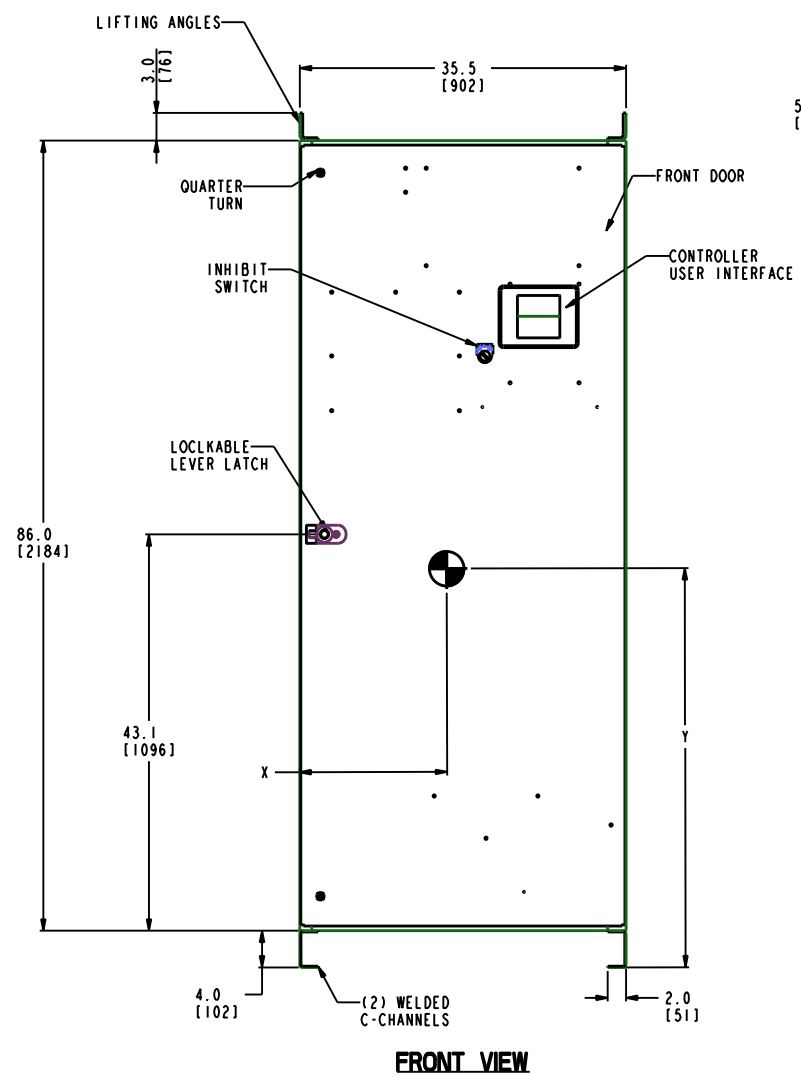 LIFTING ANGLES
3.0
[76]
35.5
[902]
5
[
QUARTER
TURN
FRONT DOOR
INHIBIT
SWITCH
CONTROLLER
USER INTERFACE
LOCLKABLE
LEVER LATCH
86.0
[2184]
43.1
[1096]
X
Y
4.0
[102]
(2) WELDED
C-CHANNELS
2.0
[51]
FRONT VIEW